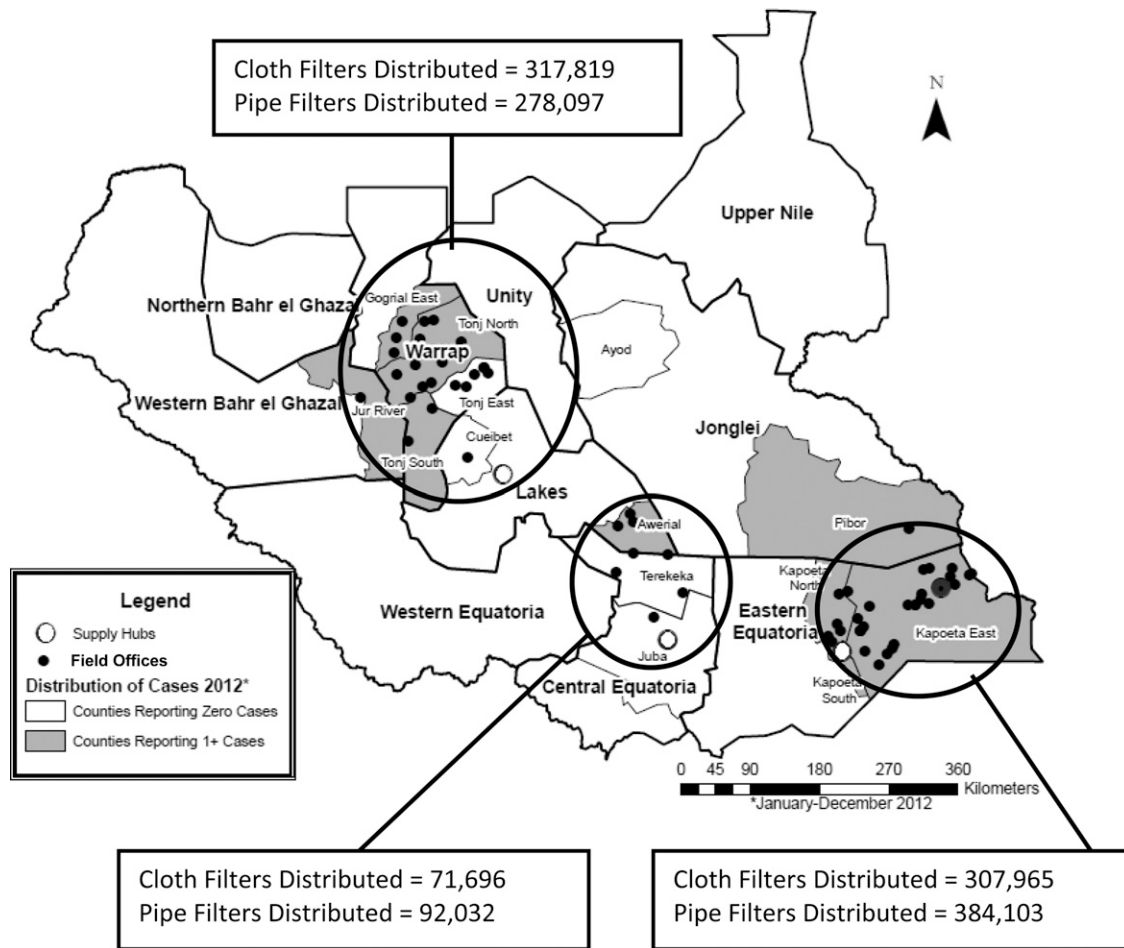 Cloth Filters Distributed = 317,819
Pipe Filters Distributed = 278,097
N
Upper Nile
Northern Bahr el Ghazal
Gogrial East
Unity
Tonj North
Warrap
Ayod
Western Bahr el Ghazal
Jur River
Tonj East
Cueibet
Tonj South
Jonglei
Lakes
Awerial
Pibor
Terekeka
Kapoeta
North
Western Equatoria
Eastern
Equatoria
Kapoeta East
Juba
Kapoeta
South
Central Equatoria
Legend
Supply Hubs
Field Offices
Distribution of Cases 2012*
Counties Reporting Zero Cases
Counties Reporting 1+ Cases
0 45 90 180 270 360
Kilometers
*January-December 2012
Cloth Filters Distributed = 71,696
Pipe Filters Distributed = 92,032
Cloth Filters Distributed = 307,965
Pipe Filters Distributed = 384,103